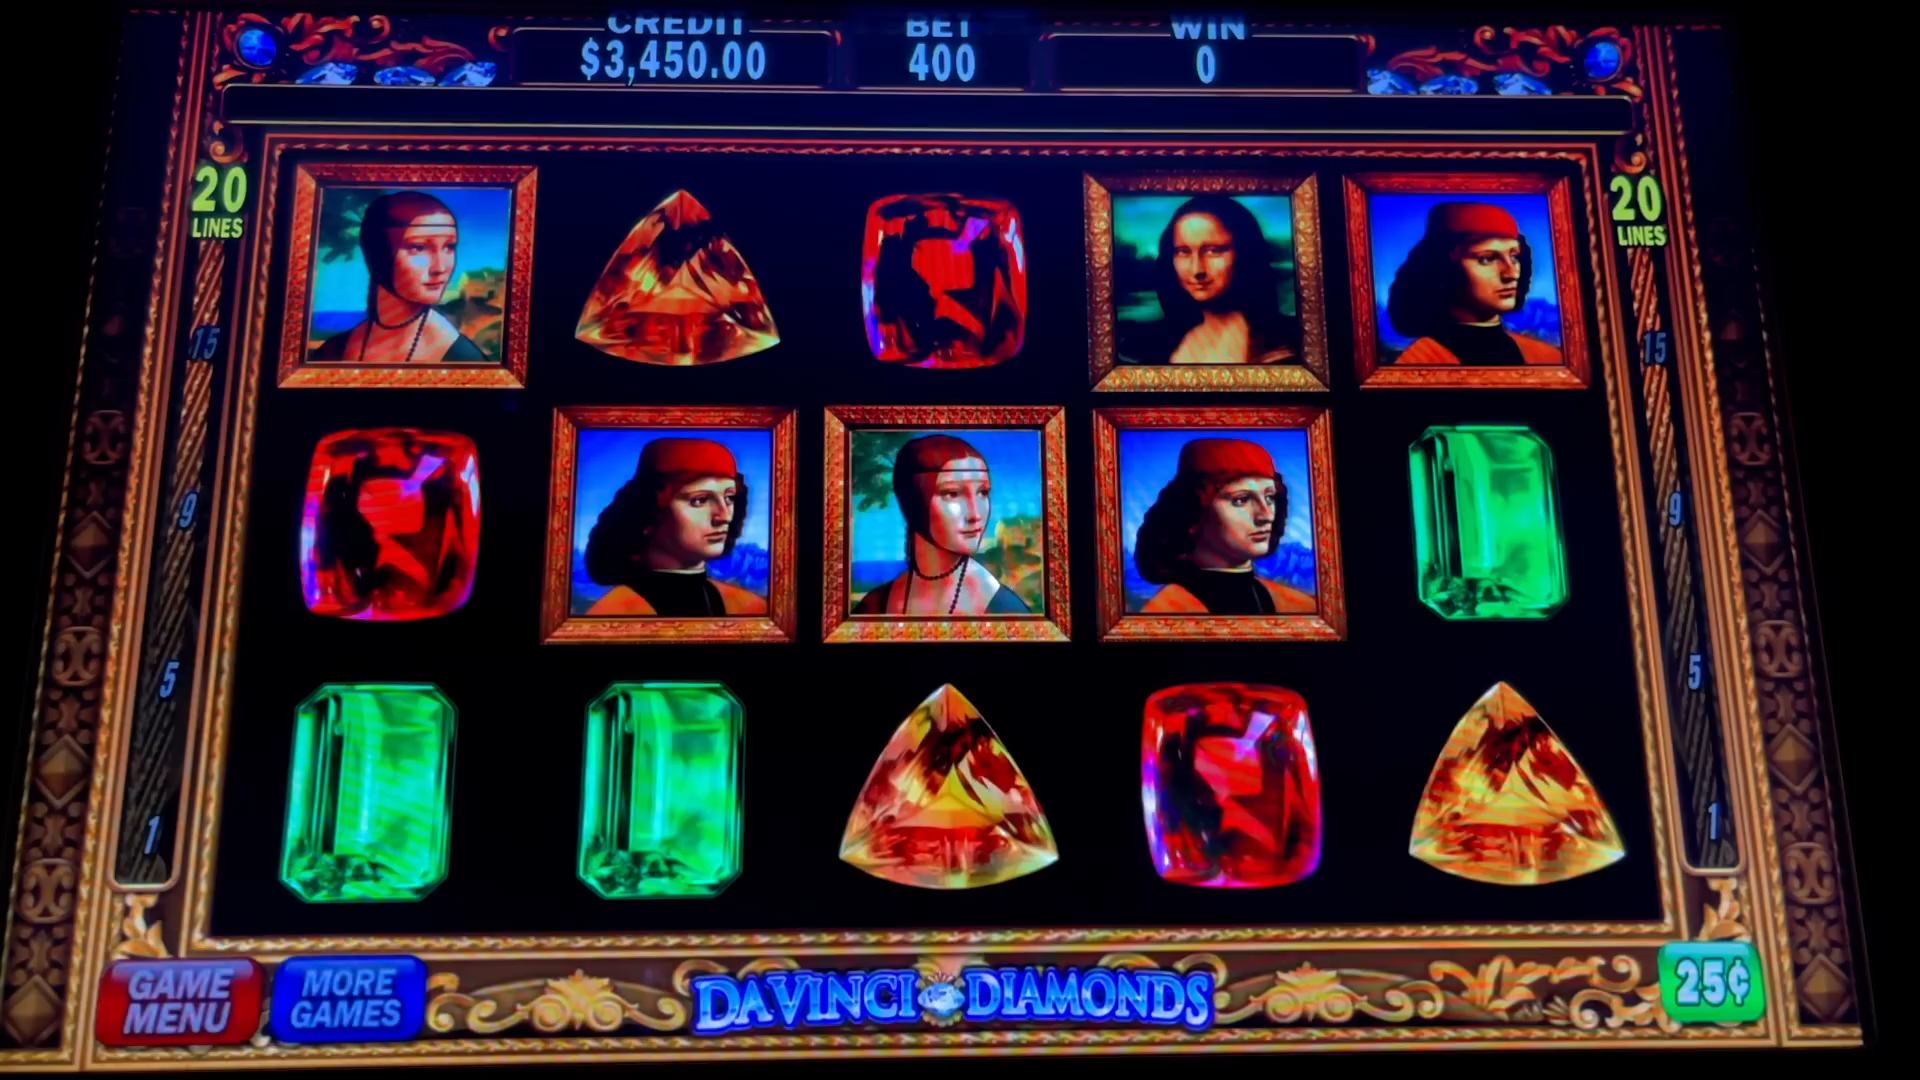 CREDIT BET WIN
$3,450.00 400 0
20 20
LINES LINES
15 15
9 9
5 5
1 1
GAME MENU
MORE GAMES
DAVINCI DIAMONDS
25¢